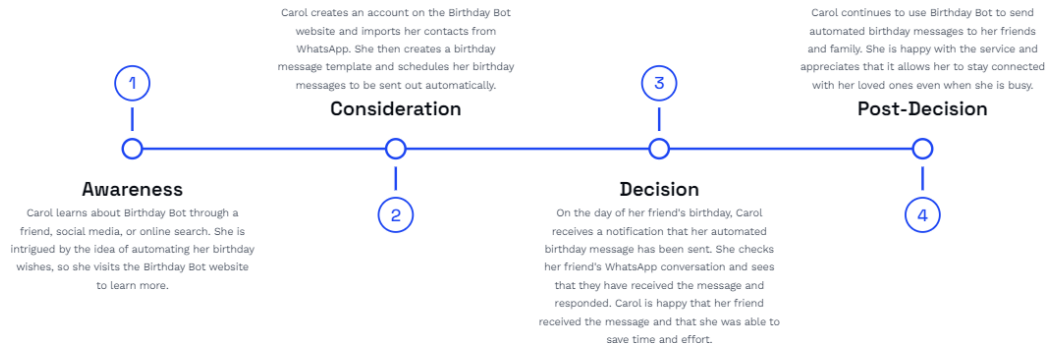 1
Awareness
Carol learns about Birthday Bot through a
friend, social media, or online search. She is
intrigued by the idea of automating her birthday
wishes, so she visits the Birthday Bot website
to learn more.
Carol creates an account on the Birthday Bot
website and imports her contacts from
WhatsApp. She then creates a birthday
message template and schedules her birthday
messages to be sent out automatically.
Consideration
2
3
Decision
On the day of her friend's birthday, Carol
receives a notification that her automated
birthday message has been sent. She checks
her friend's WhatsApp conversation and sees
that they have received the message and
responded. Carol is happy that her friend
received the message and that she was able to
save time and effort.
Carol continues to use Birthday Bot to send
automated birthday messages to her friends
and family. She is happy with the service and
appreciates that it allows her to stay connected
with her loved ones even when she is busy.
Post-Decision
4